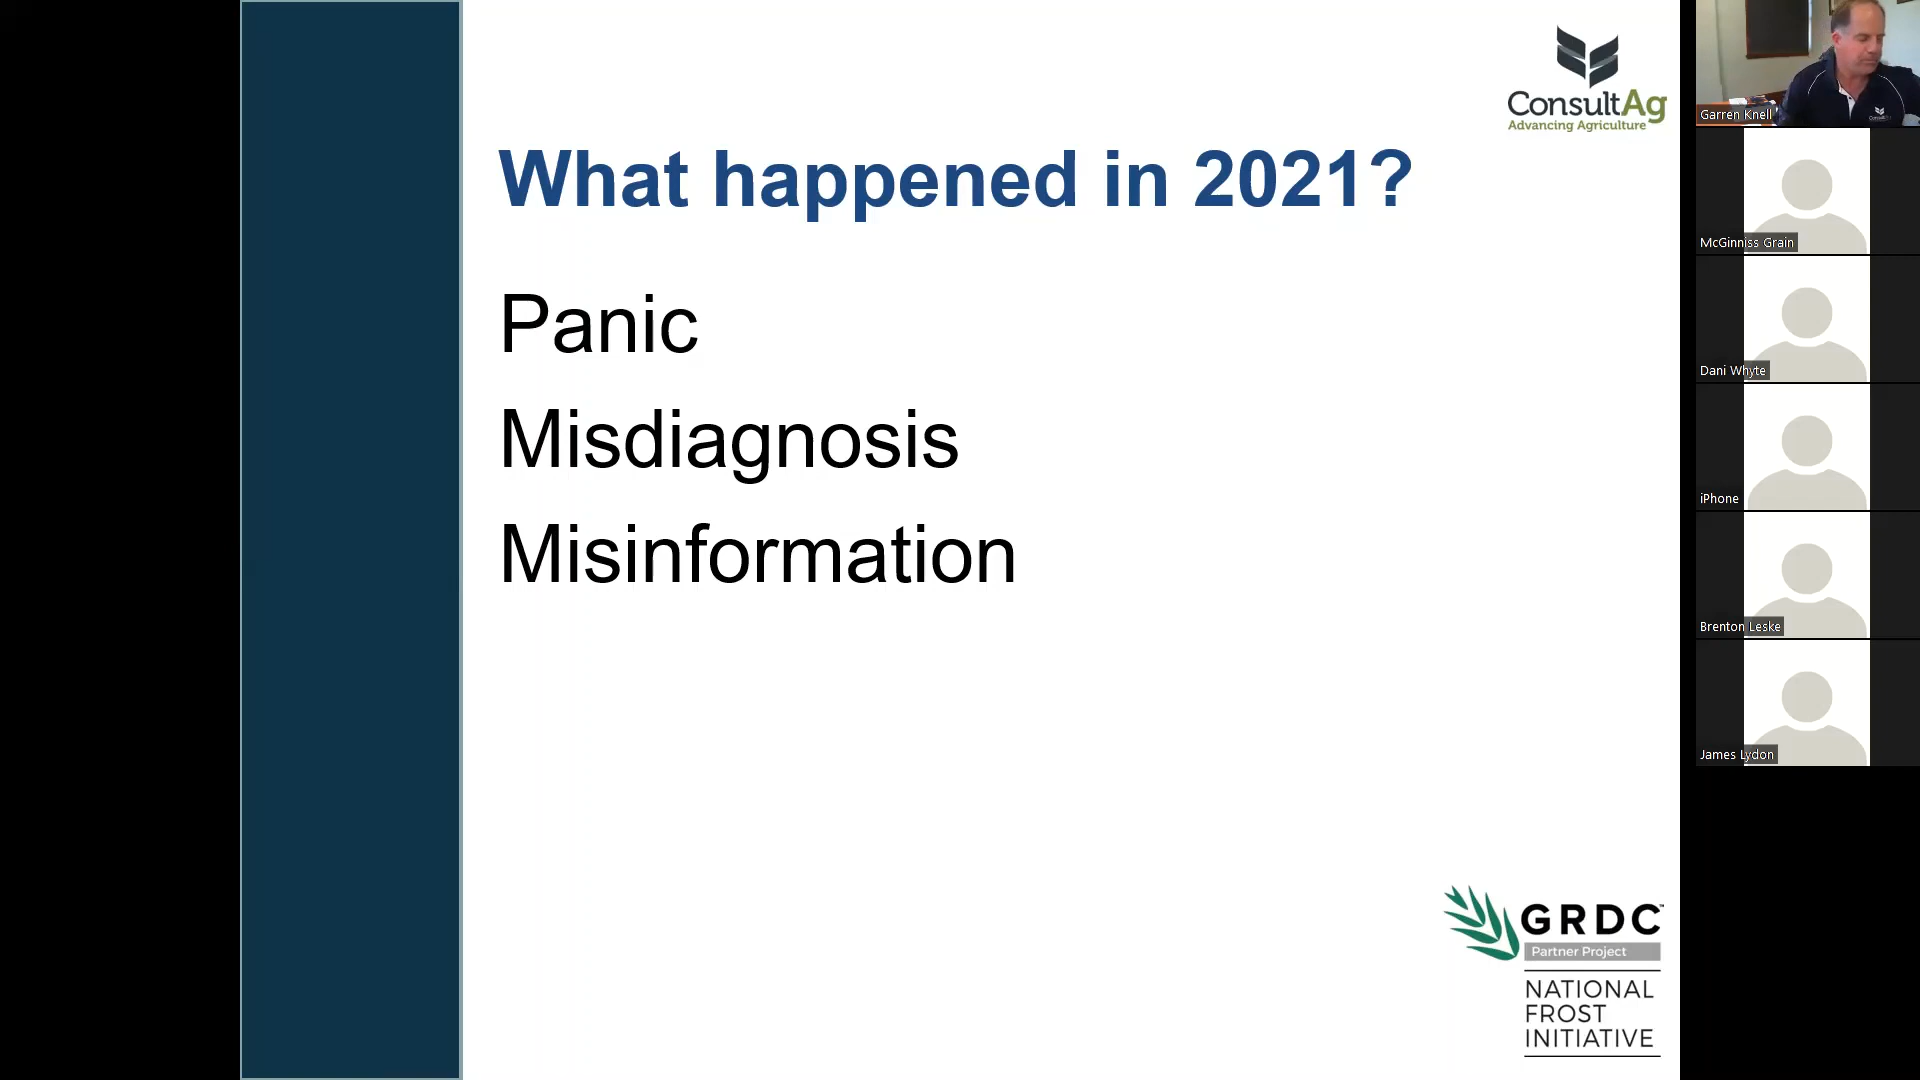 ConsultAg
Advancing Agriculture
What happened in 2021?
Panic
Misdiagnosis
Misinformation
GRDC™
Partner Project
NATIONAL
FROST
INITIATIVE
Garren Knell
McGinniss Grain
Dani Whyte
iPhone
Brenton Leske
James Lydon